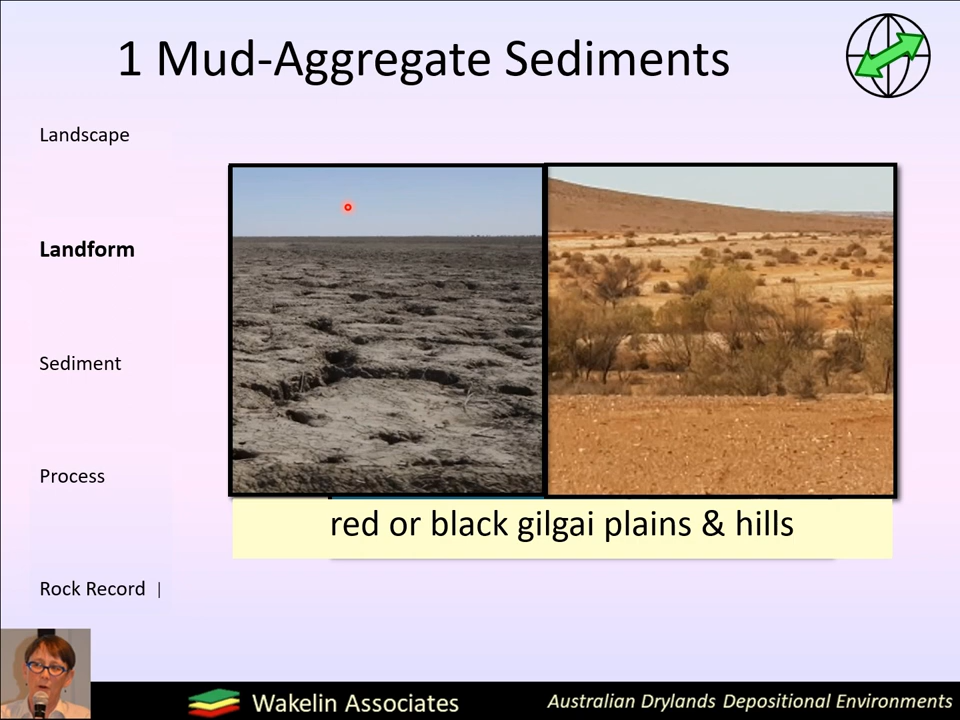 1 Mud-Aggregate Sediments
Landscape
Landform
Sediment
Process
Rock Record |
red or black gilgai plains & hills
Wakelin Associates
Australian Drylands Depositional Environments